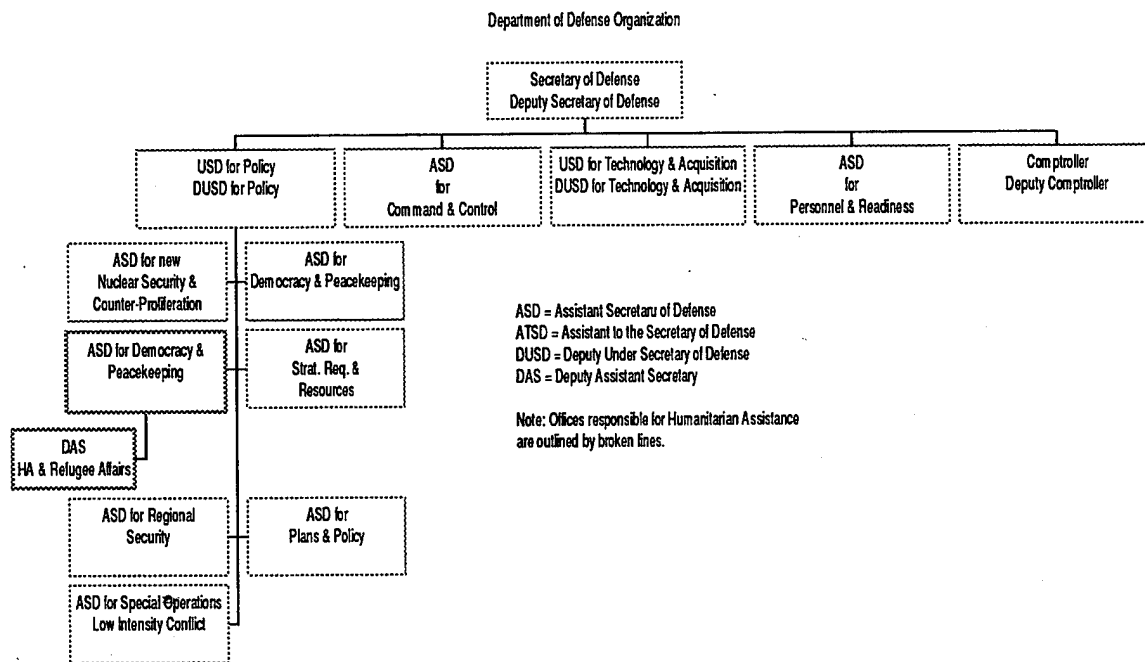 Department of Defense Organization
Secretary of Defense
Deputy Secretary of Defense
USD for Policy
DUSD for Policy
ASD
for
Command & Control
USD for Technology & Acquisition
DUSD for Technology & Acquisition
ASD
for
Personnel & Readiness
Comptroller
Deputy Comptroller
ASD for new
Nuclear Security &
Counter-Proliferation
ASD for
Democracy & Peacekeeping
ASD for Democracy &
Peacekeeping
ASD for
Strat. Req. &
Resources
DAS
HA & Refugee Affairs
ASD for Regional
Security
ASD for
Plans & Policy
ASD for Special Operations
Low Intensity Conflict
ASD = Assistant Secretaru of Defense
ATSD = Assistant to the Secretary of Defense
DUSD = Deputy Under Secretary of Defense
DAS = Deputy Assistant Secretary
Note: Offices responsible for Humanitarian Assistance
are outlined by broken lines.